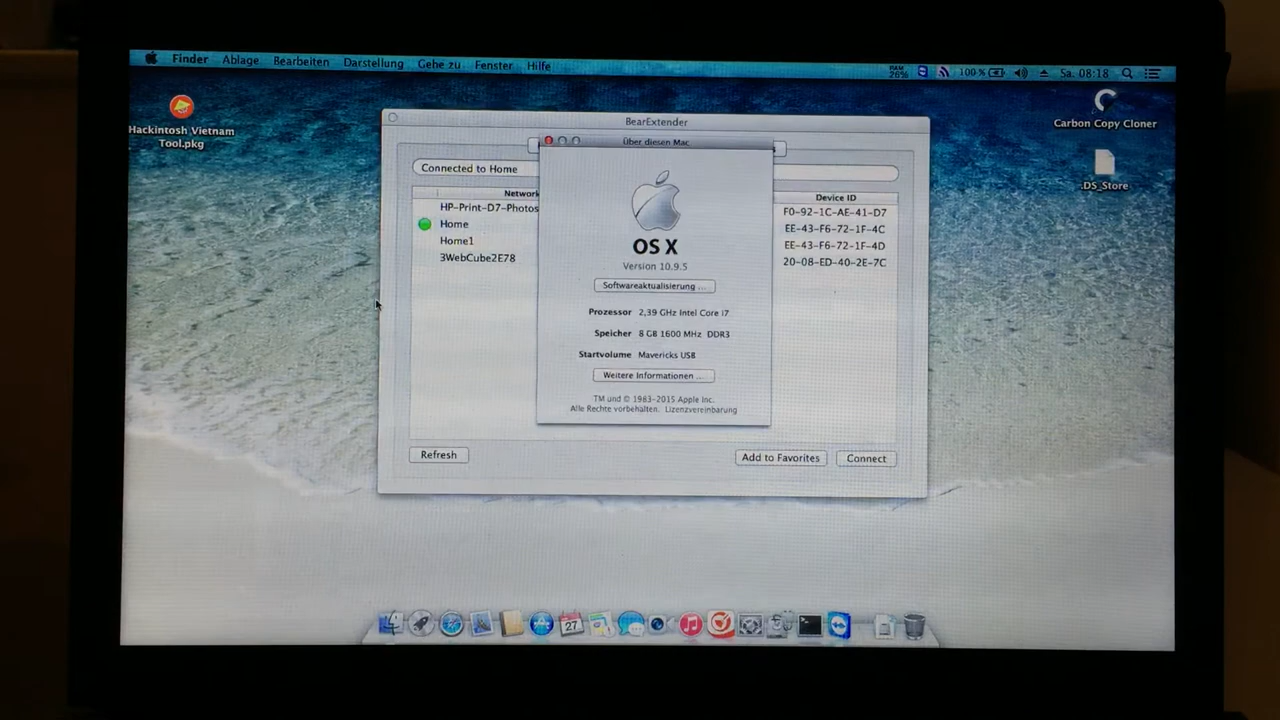 Finder Ablage Bearbeiten Darstellung Gehe zu Fenster Hilfe
RAM
26%
100 %
Sa. 08:18
Hackintosh Vietnam
Tool.pkg
Carbon Copy Cloner
.DS_Store
BearExtender
Connected to Home
Network
Device ID
HP-Print-D7-Photos
F0-92-1C-AE-41-D7
Home
EE-43-F6-72-1F-4C
Home1
EE-43-F6-72-1F-4D
3WebCube2E78
20-08-ED-40-2E-7C
Refresh
Add to Favorites
Connect
Über diesen Mac
OS X
Version 10.9.5
Softwareaktualisierung ...
Prozessor 2,39 GHz Intel Core i7
Speicher 8 GB 1600 MHz DDR3
Startvolume Mavericks USB
Weitere Informationen ...
TM und © 1983-2015 Apple Inc.
Alle Rechte vorbehalten. Lizenzvereinbarung
27